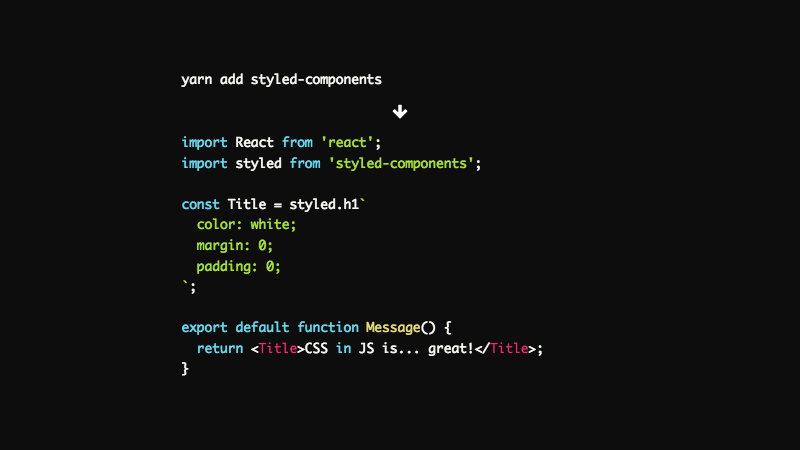 yarn add styled-components
import React from 'react';
import styled from 'styled-components';
const Title = styled.h1`
  color: white;
  margin: 0;
  padding: 0;
`;
export default function Message() {
  return <Title>CSS in JS is... great!</Title>;
}